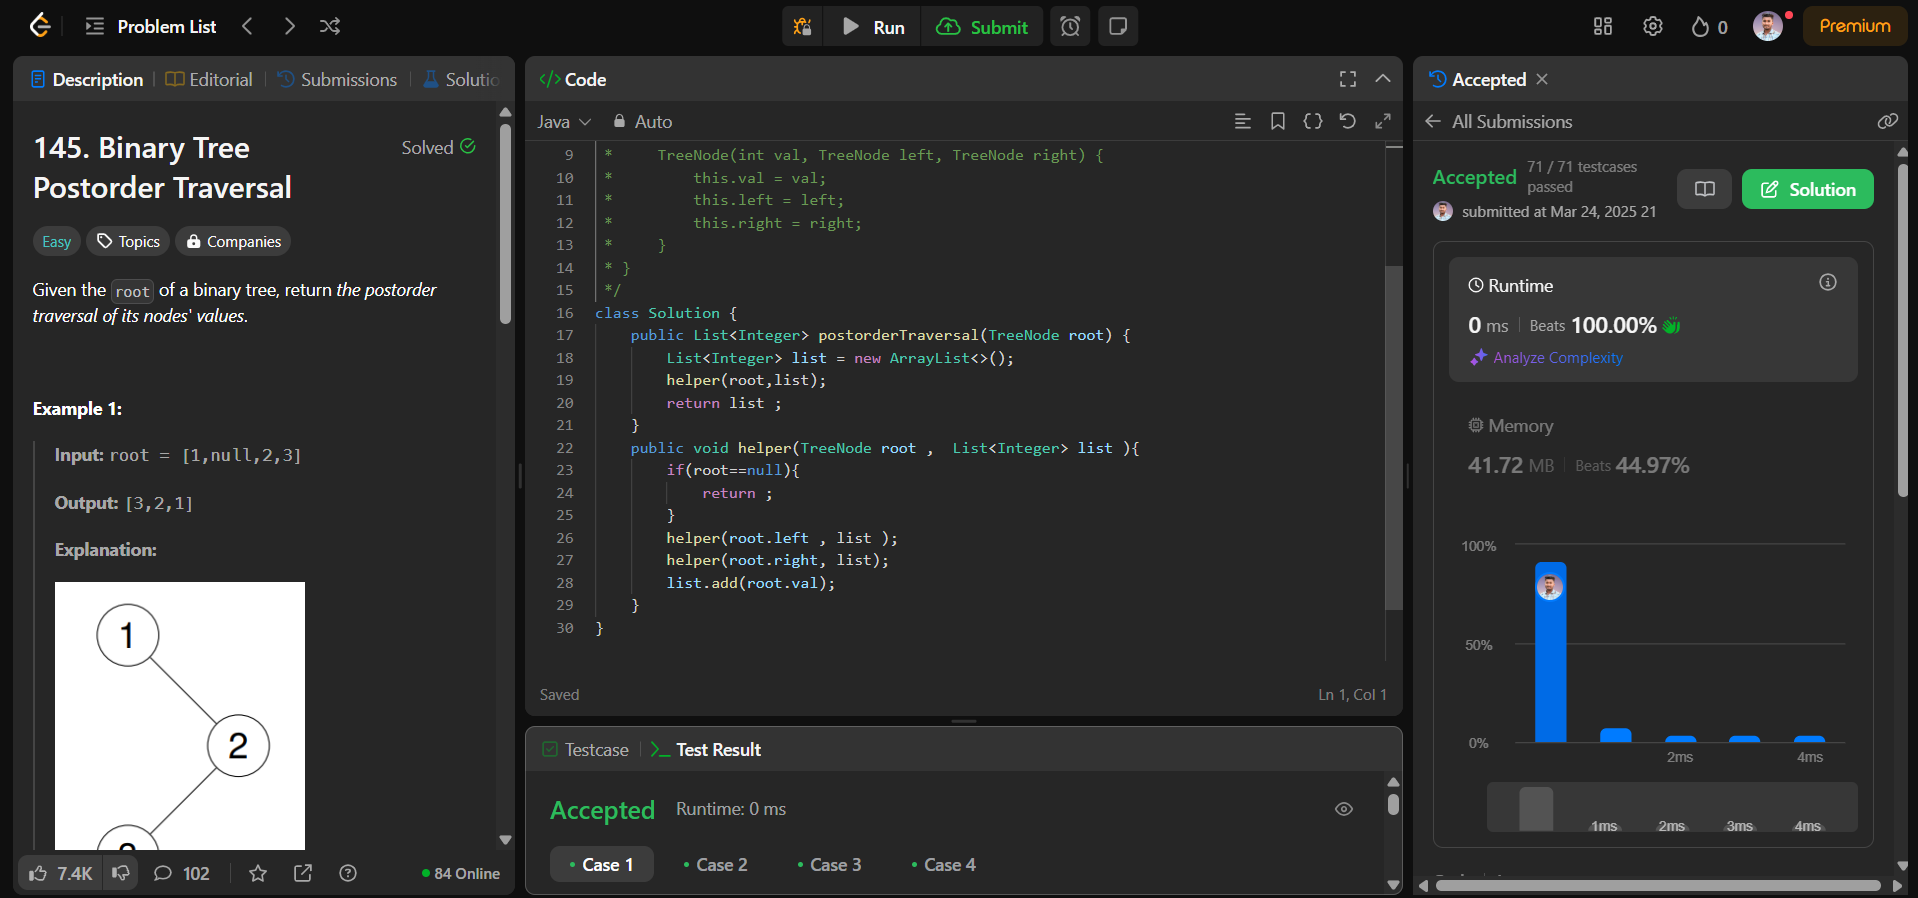 Problem List
Run
Submit
0
Premium
Description
Editorial
Submissions
Solutio
145. Binary Tree
Postorder Traversal
Solved
Easy
Topics
Companies
Given the root of a binary tree, return the postorder
traversal of its nodes' values.
Example 1:
Input: root = [1,null,2,3]
Output: [3,2,1]
Explanation:
1
2
7.4K
102
84 Online
</> Code
Java
Auto
9 *     TreeNode(int val, TreeNode left, TreeNode right) {
10 *         this.val = val;
11 *         this.left = left;
12 *         this.right = right;
13 *     }
14 * }
15 */
16 class Solution {
17     public List<Integer> postorderTraversal(TreeNode root) {
18         List<Integer> list = new ArrayList<>();
19         helper(root,list);
20         return list ;
21     }
22     public void helper(TreeNode root ,  List<Integer> list ){
23         if(root==null){
24             return ;
25         }
26         helper(root.left , list );
27         helper(root.right, list);
28         list.add(root.val);
29     }
30 }
Saved
Ln 1, Col 1
Testcase
Test Result
Accepted
Runtime: 0 ms
Case 1
Case 2
Case 3
Case 4
Accepted
All Submissions
Accepted
71 / 71 testcases
passed
submitted at Mar 24, 2025 21
Solution
Runtime
0 ms
Beats 100.00%
Analyze Complexity
Memory
41.72 MB
Beats 44.97%
100%
50%
0%
2ms
4ms
1ms
2ms
3ms
4ms